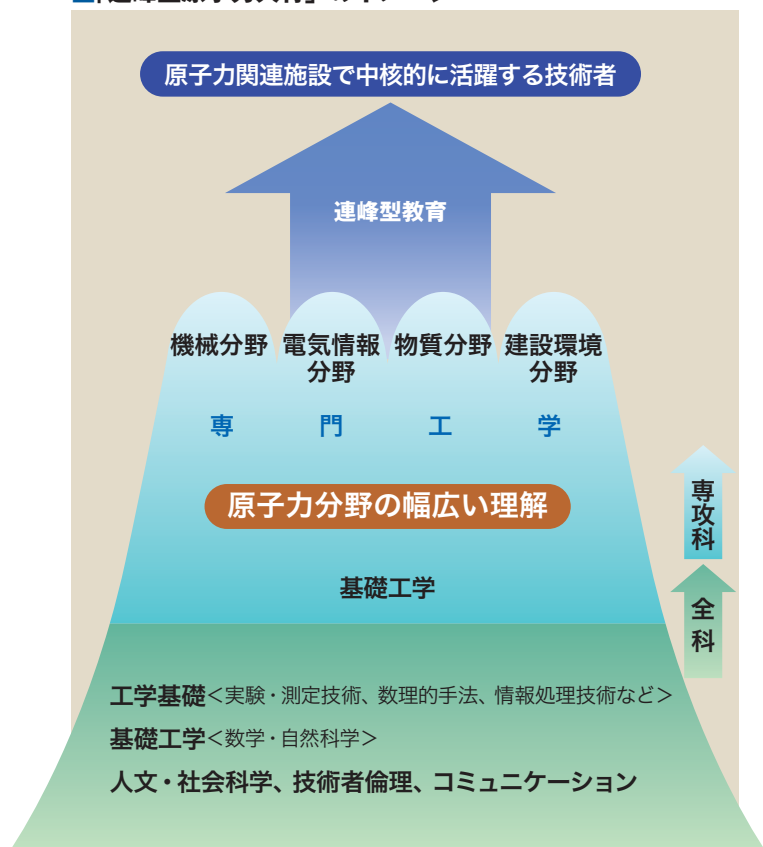 原子力関連施設で中核的に活躍する技術者
連峰型教育
機械分野
電気情報
分野
物質分野
建設環境
分野
専門工学
原子力分野の幅広い理解
基礎工学
専攻科
全科
工学基礎＜実験・測定技術、数理的手法、情報処理技術など＞
基礎工学＜数学・自然科学＞
人文・社会科学、技術者倫理、コミュニケーション